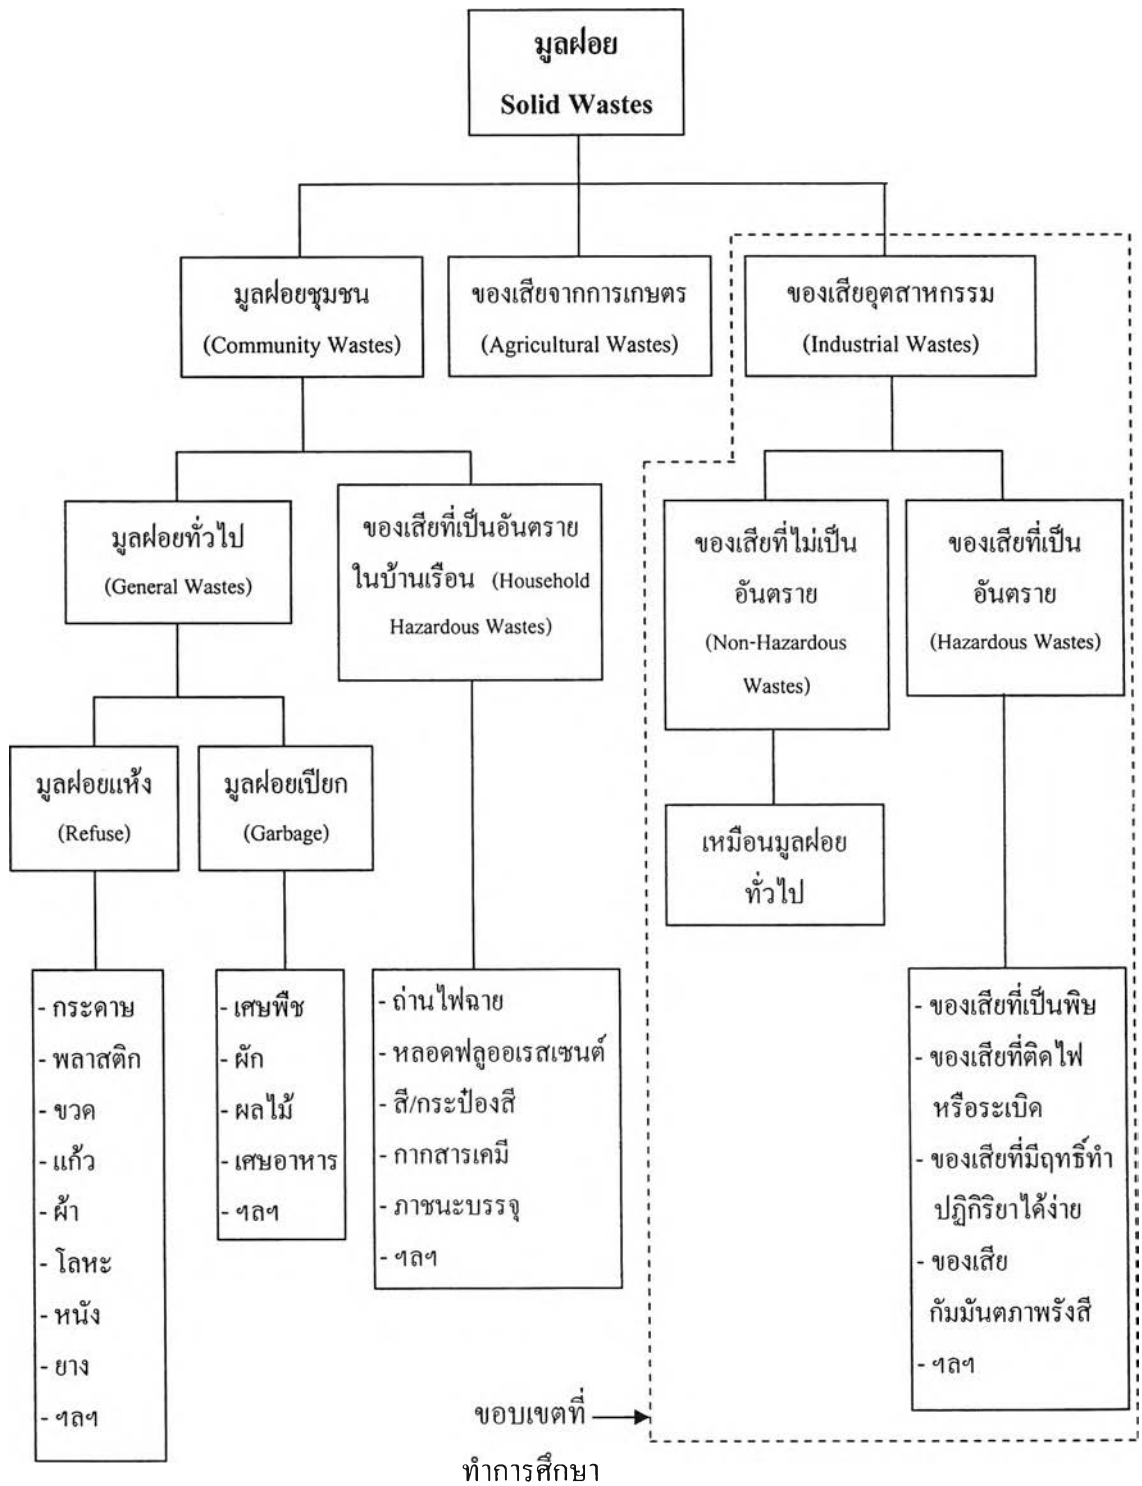 มูลฝอย
Solid Wastes
มูลฝอยชุมชน
(Community Wastes)
ของเสียจากการเกษตร
(Agricultural Wastes)
ของเสียอุตสาหกรรม
(Industrial Wastes)
มูลฝอยทั่วไป
(General Wastes)
ของเสียที่เป็นอันตราย
ในบ้านเรือน (Household
Hazardous Wastes)
ของเสียที่ไม่เป็น
อันตราย
(Non-Hazardous
Wastes)
ของเสียที่เป็น
อันตราย
(Hazardous Wastes)
มูลฝอยแห้ง
(Refuse)
มูลฝอยเปียก
(Garbage)
เหมือนมูลฝอย
ทั่วไป
- กระดาษ
- พลาสติก
- ขวด
- แก้ว
- ผ้า
- โลหะ
- หนัง
- ยาง
- ฯลฯ
- เศษพืช
- ผัก
- ผลไม้
- เศษอาหาร
- ฯลฯ
- ถ่านไฟฉาย
- หลอดฟลูออเรสเซนต์
- สี/กระป๋องสี
- กากสารเคมี
- ภาชนะบรรจุ
- ฯลฯ
- ของเสียที่เป็นพิษ
- ของเสียที่ติดไฟ
หรือระเบิด
- ของเสียที่มีฤทธิ์ทำ
ปฏิกิริยาได้ง่าย
- ของเสีย
กัมมันตภาพรังสี
- ฯลฯ
ขอบเขตที่
ทำการศึกษา